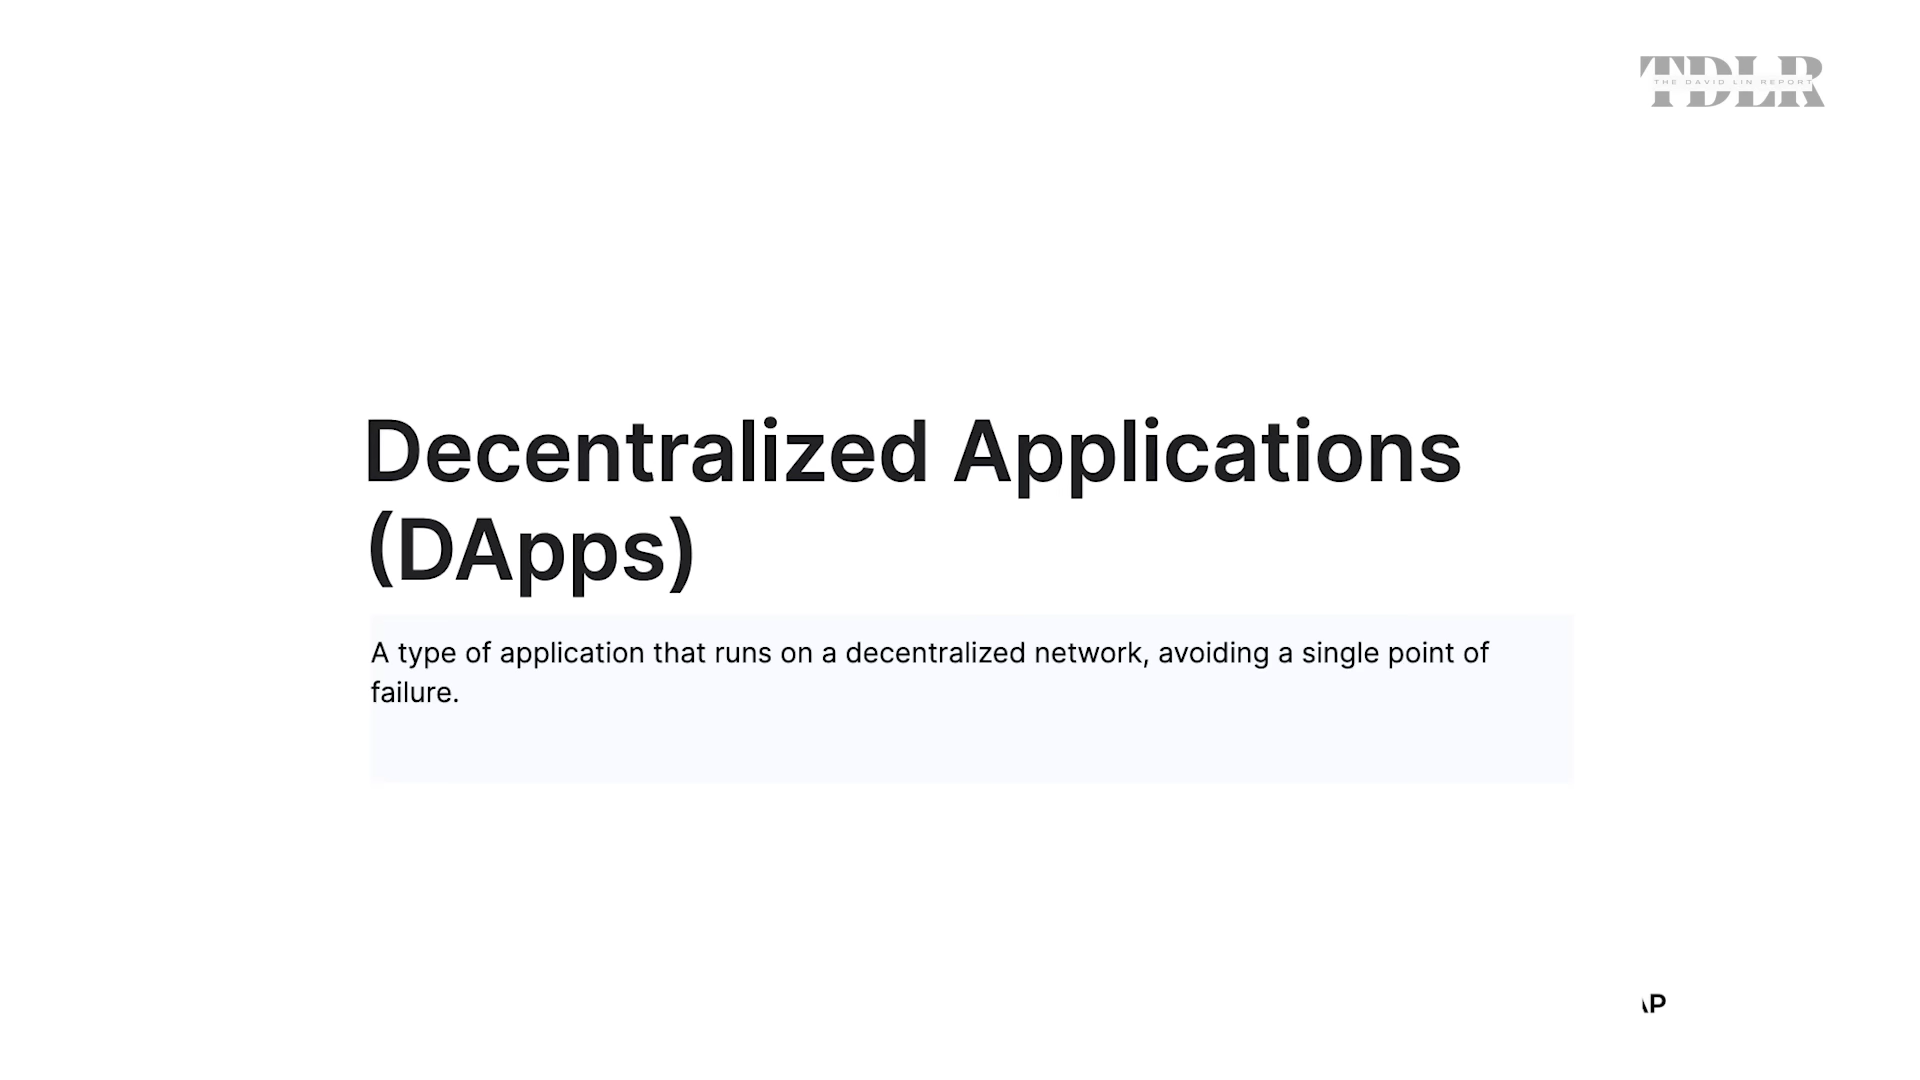 TDLR
THE DAVID LIN REPORT
Decentralized Applications
(DApps)
A type of application that runs on a decentralized network, avoiding a single point of
failure.
P